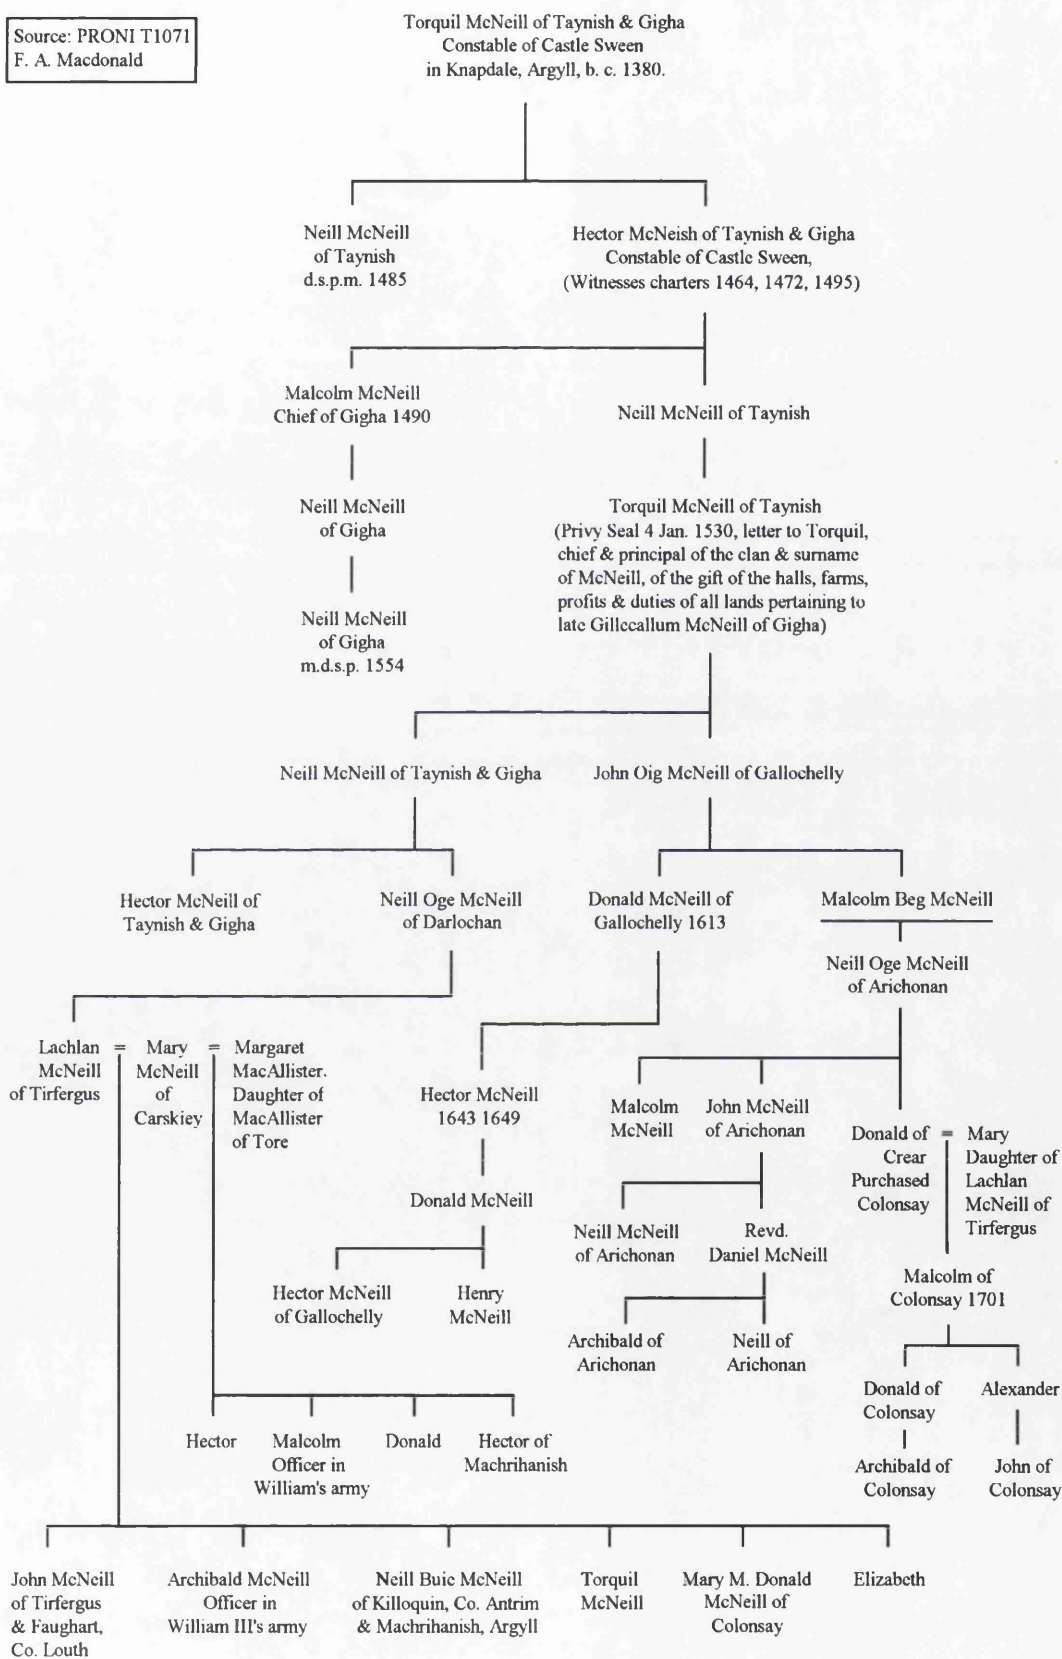 Source: PRONI T1071
F. A. Macdonald
Torquil McNeill of Taynish & Gigha
Constable of Castle Sween
in Knapdale, Argyll, b. c. 1380.
Neill McNeill
of Taynish
d.s.p.m. 1485
Hector McNeish of Taynish & Gigha
Constable of Castle Sween,
(Witnesses charters 1464, 1472, 1495)
Malcolm McNeill
Chief of Gigha 1490
Neill McNeill of Taynish
Neill McNeill
of Gigha
Torquil McNeill of Taynish
(Privy Seal 4 Jan. 1530, letter to Torquil,
chief & principal of the clan & surname
of McNeill, of the gift of the halls, farms,
profits & duties of all lands pertaining to
late Gillecallum McNeill of Gigha)
Neill McNeill
of Gigha
m.d.s.p. 1554
Neill McNeill of Taynish & Gigha
John Oig McNeill of Gallochelly
Hector McNeill of
Taynish & Gigha
Neill Oge McNeill
of Darlochan
Donald McNeill of
Gallochelly 1613
Malcolm Beg McNeill
Neill Oge McNeill
of Arichonan
Lachlan = Mary = Margaret
McNeill McNeill MacAllister.
of Tirfergus of Daughter of
Carskiey MacAllister
of Tore
Hector McNeill
1643 1649
Malcolm
McNeill
John McNeill
of Arichonan
Donald of = Mary
Crear Daughter of
Purchased Lachlan
Colonsay McNeill of
Tirfergus
Donald McNeill
Neill McNeill
of Arichonan
Revd.
Daniel McNeill
Hector McNeill
of Gallochelly
Henry
McNeill
Malcolm of
Colonsay 1701
Archibald of
Arichonan
Neill of
Arichonan
Donald of
Colonsay
Alexander
Hector
Malcolm
Officer in
William's army
Donald
Hector of
Machrihanish
Archibald of
Colonsay
John of
Colonsay
John McNeill
of Tirfergus
& Faughart,
Co. Louth
Archibald McNeill
Officer in
William III's army
Neill Buie McNeill
of Killoquin, Co. Antrim
& Machrihanish, Argyll
Torquil
McNeill
Mary M. Donald
McNeill of
Colonsay
Elizabeth